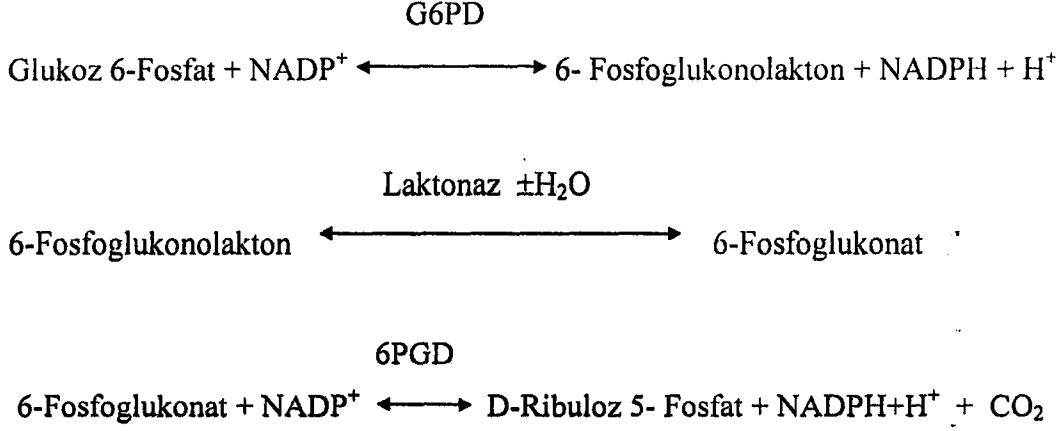 G6PD
Glukoz 6-Fosfat + NADP⁺ ⟷ 6- Fosfoglukonolakton + NADPH + H⁺
Laktonaz ±H₂O
6-Fosfoglukonolakton ⟷ 6-Fosfoglukonat
6PGD
6-Fosfoglukonat + NADP⁺ ⟷ D-Ribuloz 5- Fosfat + NADPH+H⁺ + CO₂